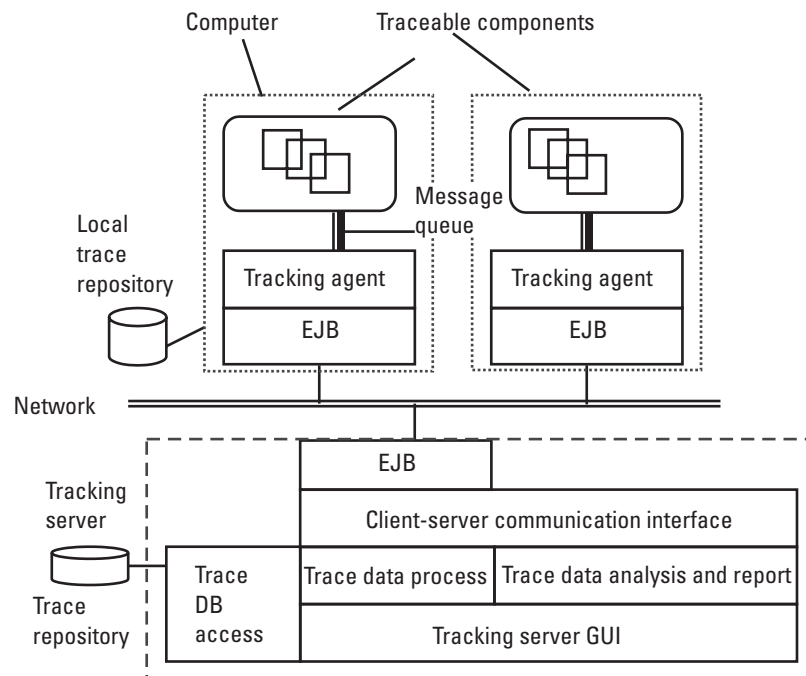 Computer
Traceable components
Message
queue
Local
trace
repository
Tracking agent
Tracking agent
EJB
EJB
Network
EJB
Tracking
server
Client-server communication interface
Trace
DB
access
Trace data process
Trace data analysis and report
Trace
repository
Tracking server GUI